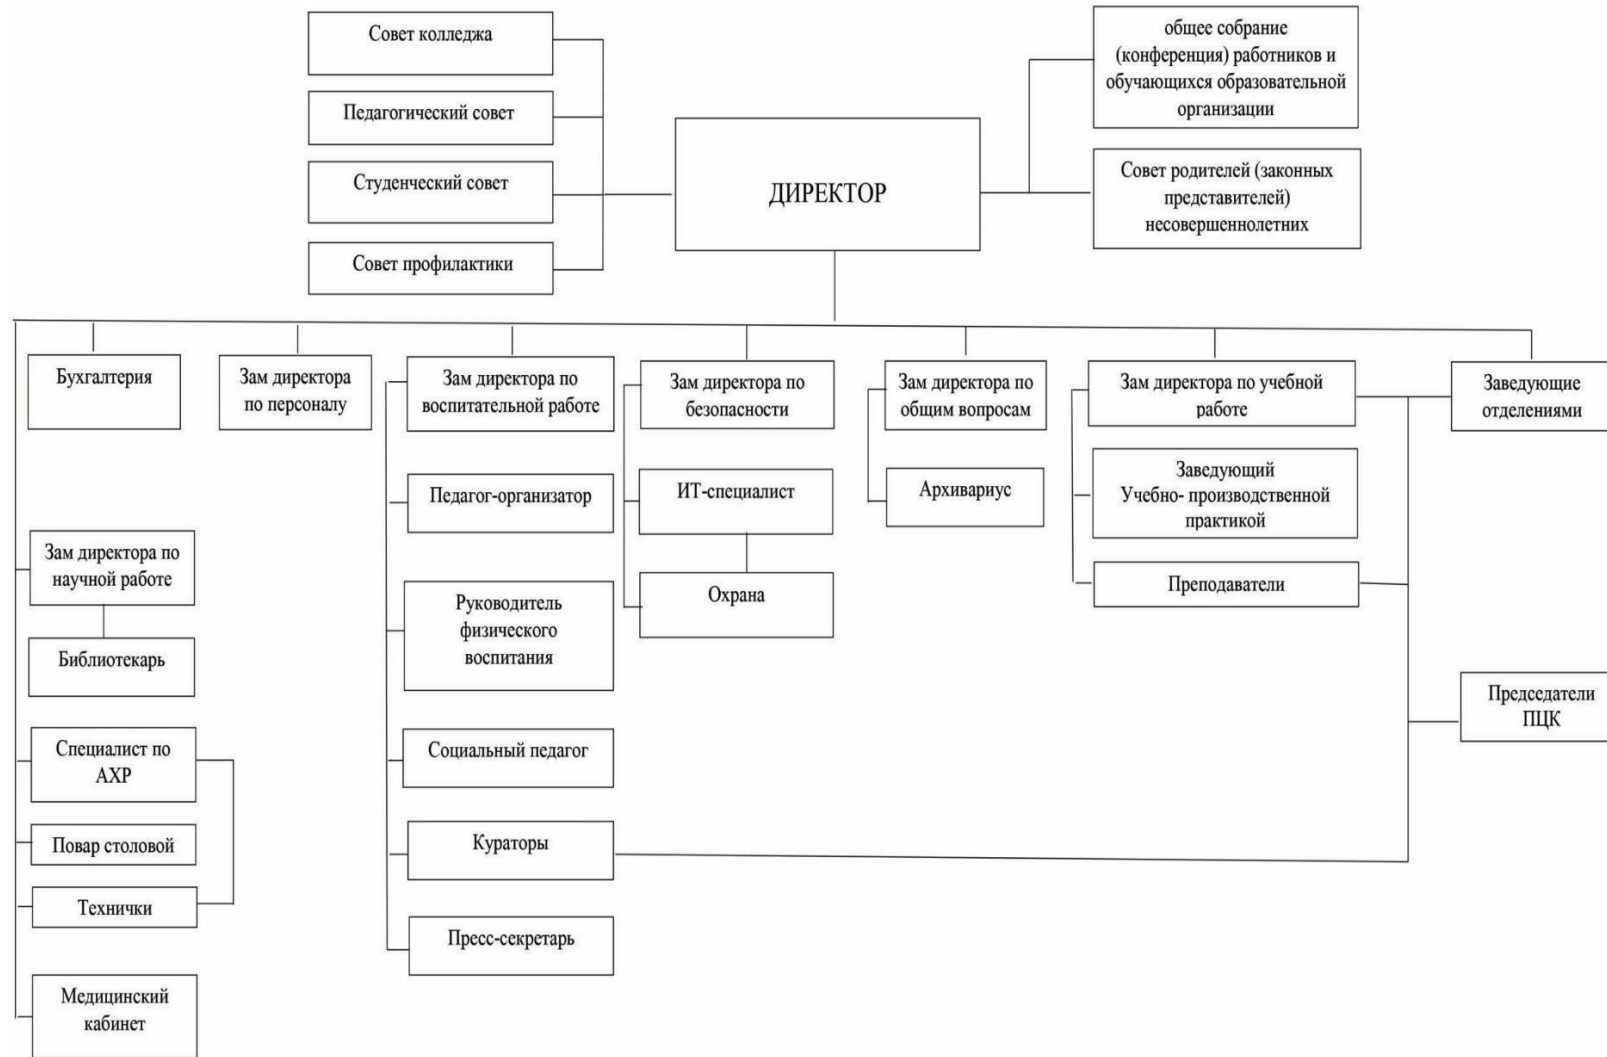 Совет колледжа
Педагогический совет
Студенческий совет
Совет профилактики
ДИРЕКТОР
общее собрание
(конференция) работников и
обучающихся образовательной
организации
Совет родителей (законных
представителей)
несовершеннолетних
Бухгалтерия
Зам директора
по персоналу
Зам директора по
воспитательной работе
Зам директора по
безопасности
Зам директора по
общим вопросам
Зам директора по учебной
работе
Заведующие
отделениями
Педагог-организатор
ИТ-специалист
Архивариус
Заведующий
Учебно- производственной
практикой
Зам директора по
научной работе
Руководитель
физического
воспитания
Охрана
Преподаватели
Библиотекарь
Председатели
ПЦК
Специалист по
АХР
Социальный педагог
Повар столовой
Кураторы
Технички
Пресс-секретарь
Медицинский
кабинет